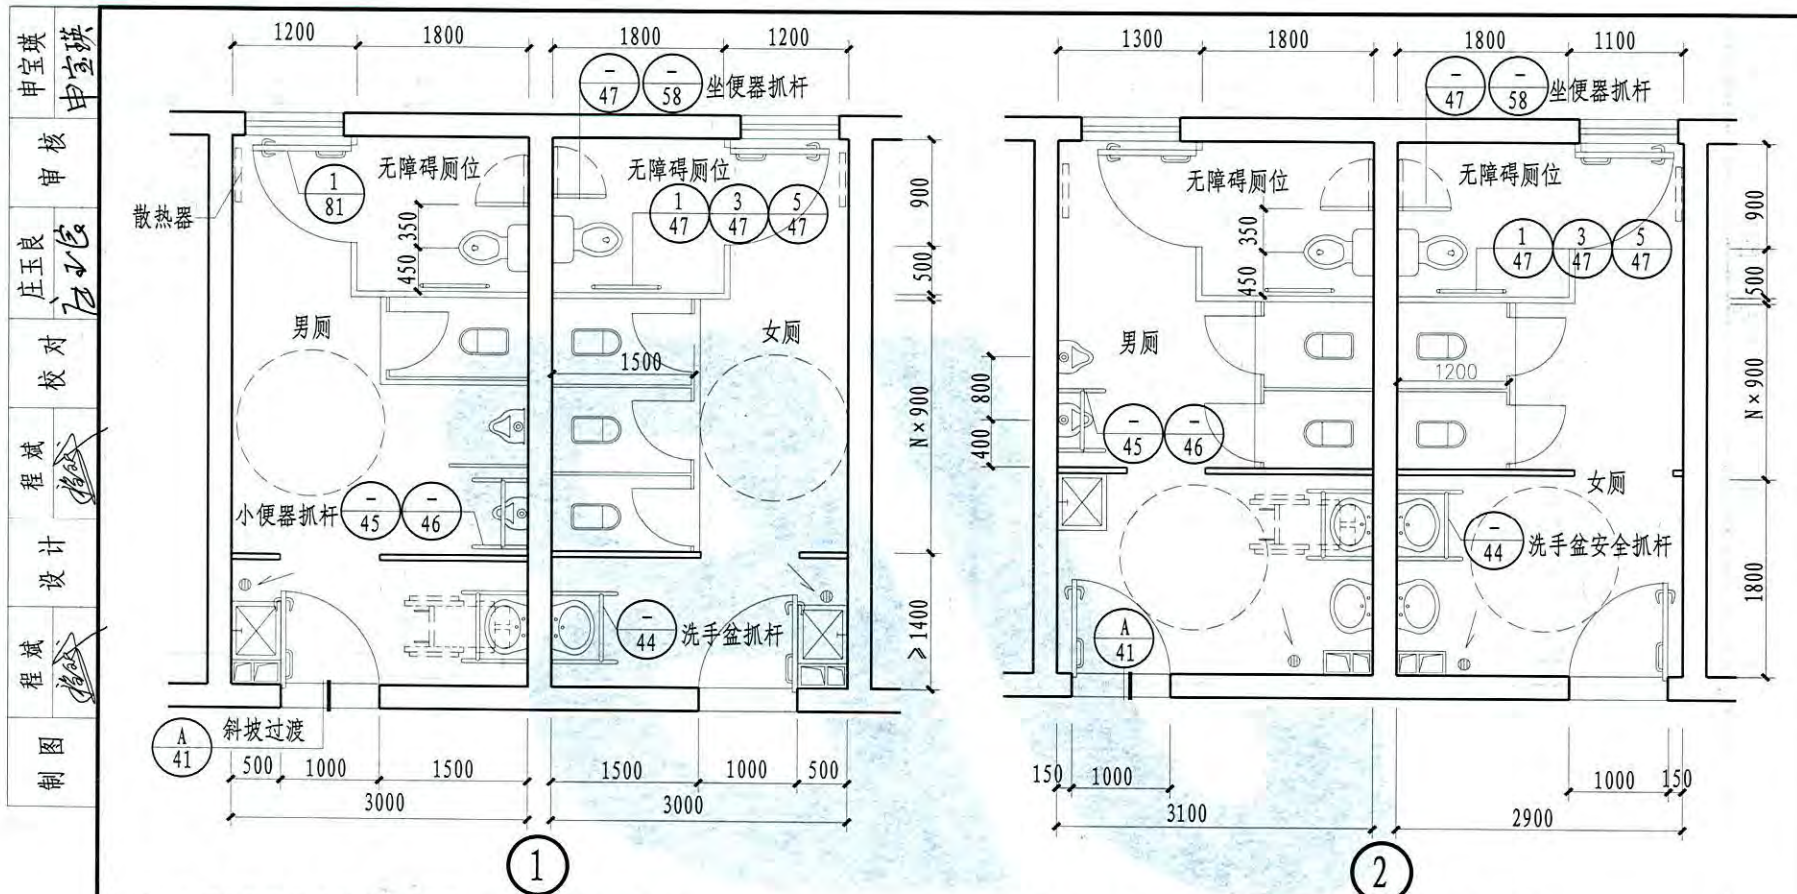 申宝瑛
审核
庄玉良
校对
程斌
设计
程斌
制图
1200
1800
1800
1200
-
47
-
58
坐便器抓杆
无障碍厕位
无障碍厕位
1
81
1
47
3
47
5
47
散热器
350
450
900
500
男厕
女厕
1500
N×900
小便器抓杆
-
45
-
46
-
44
洗手盆抓杆
≥1400
A
41
斜坡过渡
500
1000
1500
1500
1000
500
3000
3000
1
1300
1800
1800
1100
-
47
-
58
坐便器抓杆
无障碍厕位
无障碍厕位
1
47
3
47
5
47
350
450
900
500
男厕
1200
800
400
-
45
-
46
N×900
女厕
-
44
洗手盆安全抓杆
1800
A
41
150
1000
1000
150
3100
2900
2